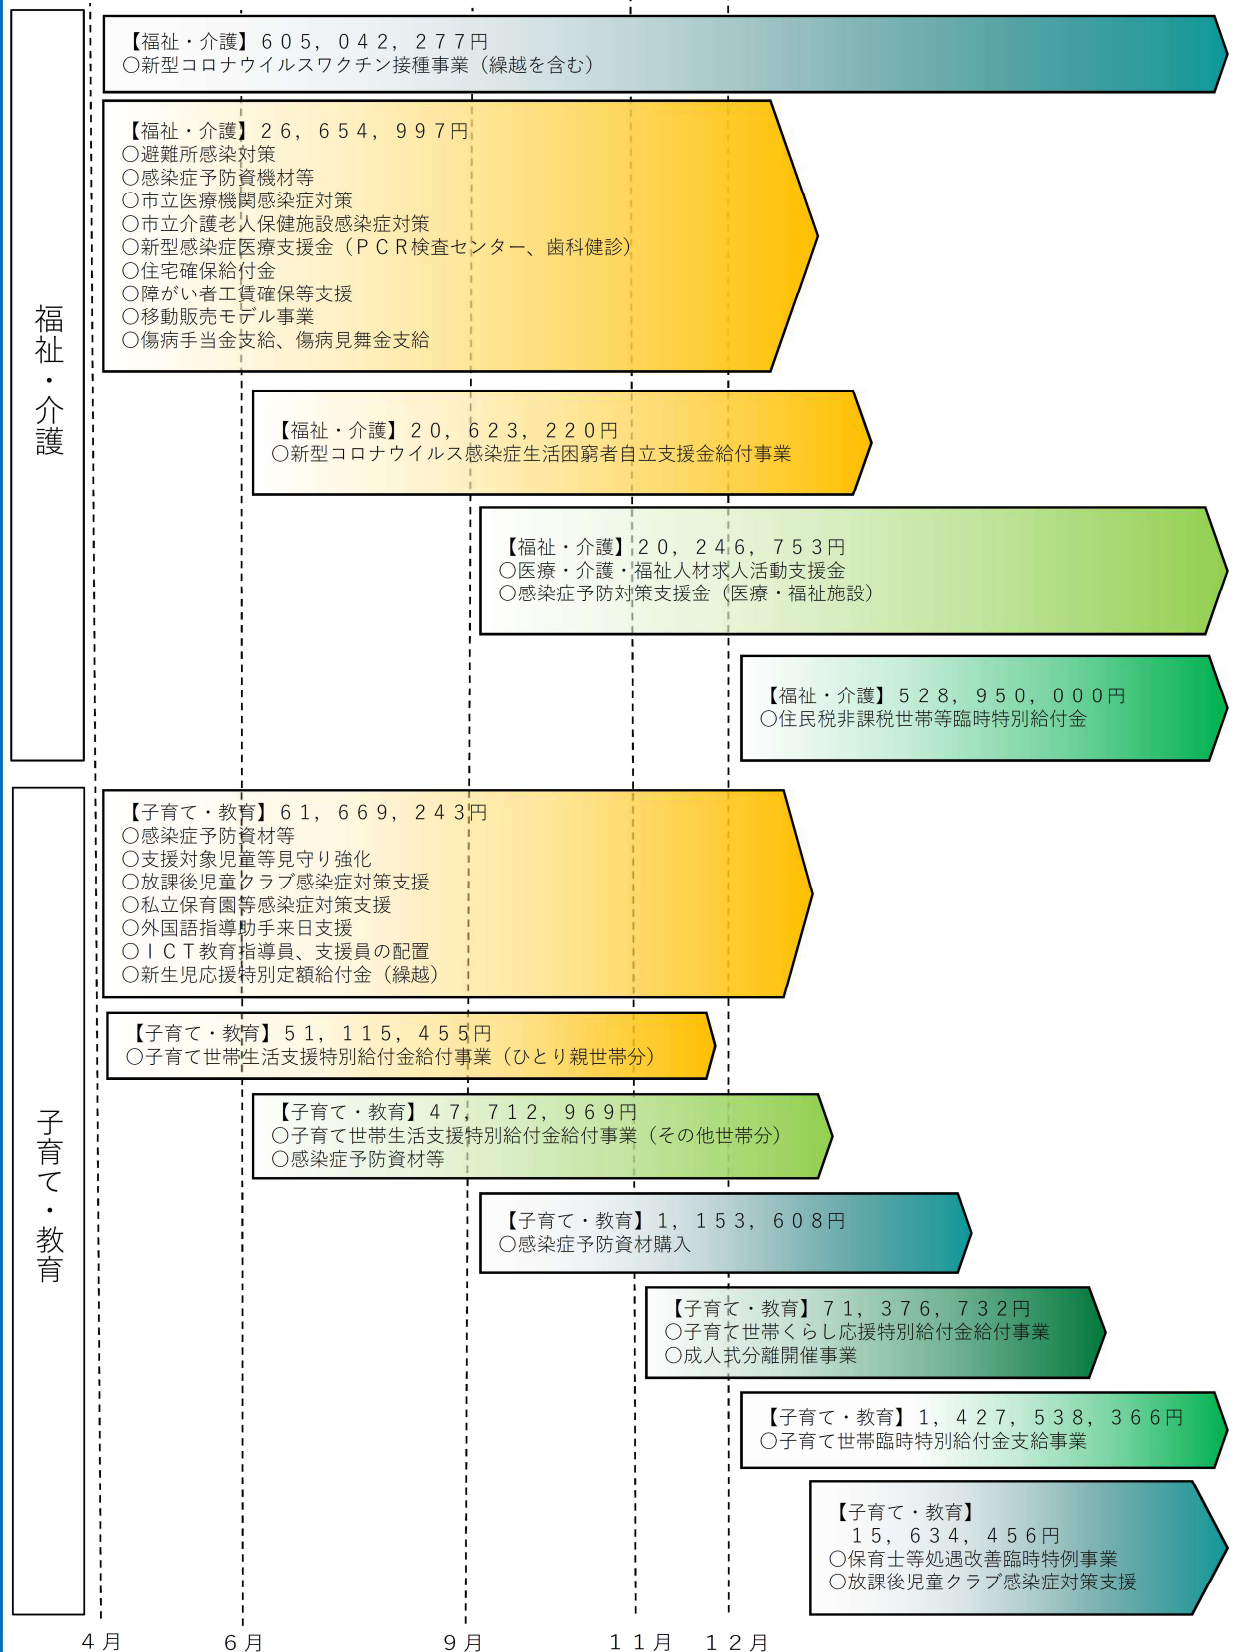 福祉・介護
【福祉・介護】６０５，０４２，２７７円
○新型コロナウイルスワクチン接種事業（繰越を含む）
【福祉・介護】２６，６５４，９９７円
○避難所感染対策
○感染症予防資機材等
○市立医療機関感染症対策
○市立介護老人保健施設感染症対策
○新型感染症医療支援金（ＰＣＲ検査センター、歯科健診）
○住宅確保給付金
○障がい者工賃確保等支援
○移動販売モデル事業
○傷病手当金支給、傷病見舞金支給
【福祉・介護】２０，６２３，２２０円
○新型コロナウイルス感染症生活困窮者自立支援金給付事業
【福祉・介護】２０，２４６，７５３円
○医療・介護・福祉人材求人活動支援金
○感染症予防対策支援金（医療・福祉施設）
【福祉・介護】５２８，９５０，０００円
○住民税非課税世帯等臨時特別給付金
子育て・教育
【子育て・教育】６１，６６９，２４３円
○感染症予防資材等
○支援対象児童等見守り強化
○放課後児童クラブ感染症対策支援
○私立保育園等感染症対策支援
○外国語指導助手来日支援
○ＩＣＴ教育指導員、支援員の配置
○新生児応援特別定額給付金（繰越）
【子育て・教育】５１，１１５，４５５円
○子育て世帯生活支援特別給付金給付事業（ひとり親世帯分）
【子育て・教育】４７，７１２，９６９円
○子育て世帯生活支援特別給付金給付事業（その他世帯分）
○感染症予防資材等
【子育て・教育】１，１５３，６０８円
○感染症予防資材購入
【子育て・教育】７１，３７６，７３２円
○子育て世帯くらし応援特別給付金給付事業
○成人式分離開催事業
【子育て・教育】１，４２７，５３８，３６６円
○子育て世帯臨時特別給付金支給事業
【子育て・教育】
１５，６３４，４５６円
○保育士等処遇改善臨時特例事業
○放課後児童クラブ感染症対策支援
４月 ６月 ９月 １１月 １２月